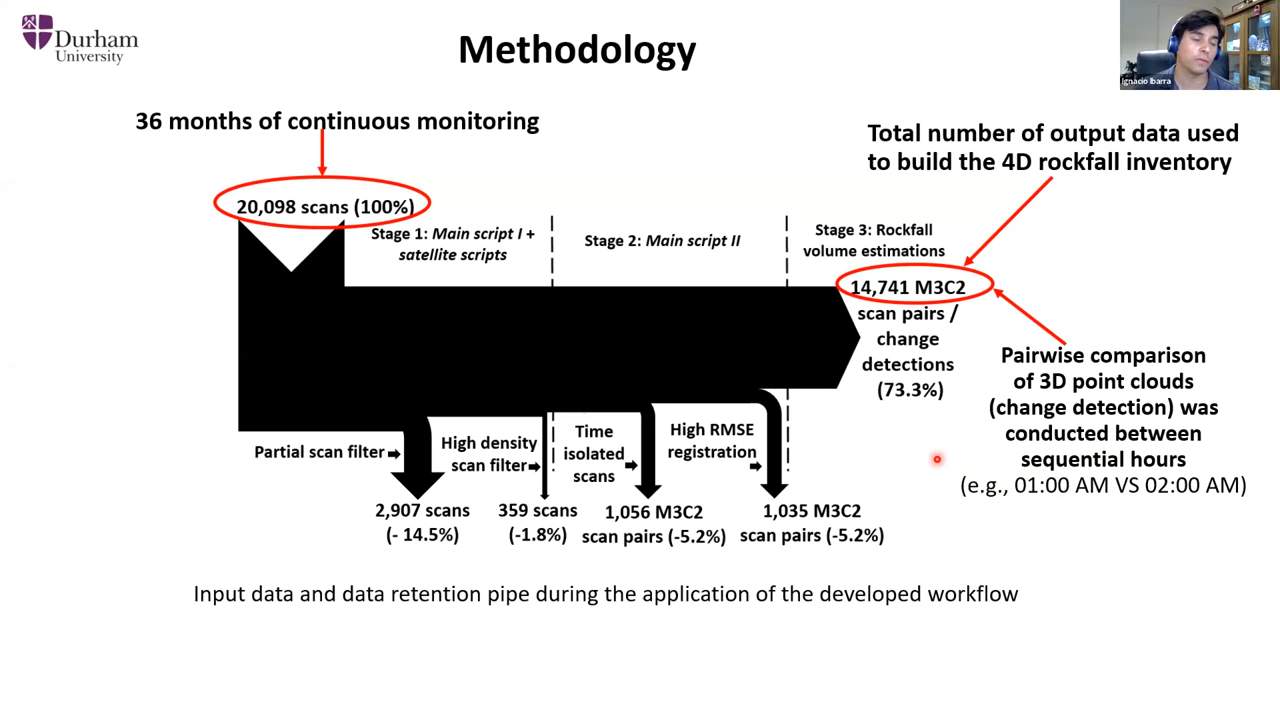 Durham
University
Methodology
Ignacio Ibarra
36 months of continuous monitoring
Total number of output data used
to build the 4D rockfall inventory
20,098 scans (100%)
Stage 1: Main script I +
satellite scripts
Stage 2: Main script II
Stage 3: Rockfall
volume estimations
14,741 M3C2
scan pairs /
change
detections
(73.3%)
Pairwise comparison
of 3D point clouds
(change detection) was
conducted between
sequential hours
(e.g., 01:00 AM VS 02:00 AM)
Partial scan filter
High density
scan filter
Time
isolated
scans
High RMSE
registration
2,907 scans
(- 14.5%)
359 scans
(-1.8%)
1,056 M3C2
scan pairs (-5.2%)
1,035 M3C2
scan pairs (-5.2%)
Input data and data retention pipe during the application of the developed workflow